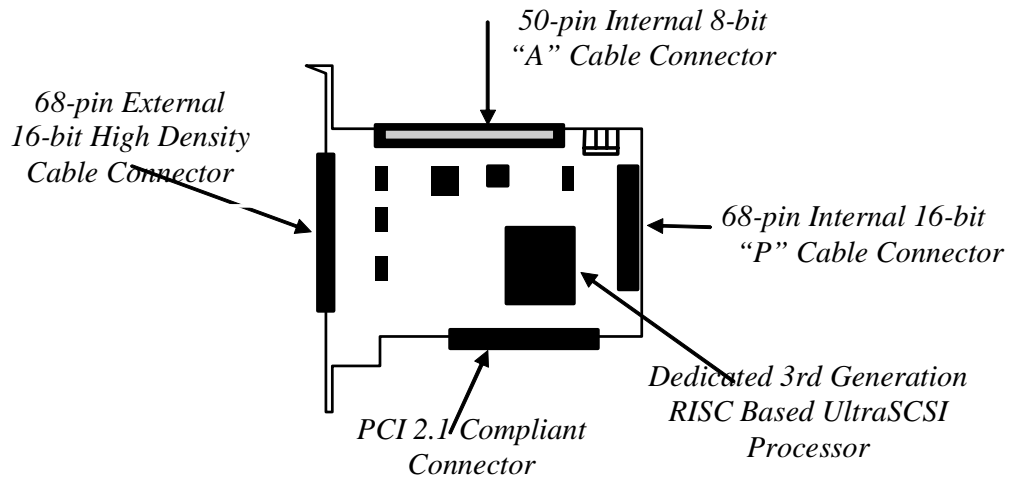 50-pin Internal 8-bit
“A” Cable Connector
68-pin External
16-bit High Density
Cable Connector
68-pin Internal 16-bit
“P” Cable Connector
Dedicated 3rd Generation
RISC Based UltraSCSI
Processor
PCI 2.1 Compliant
Connector